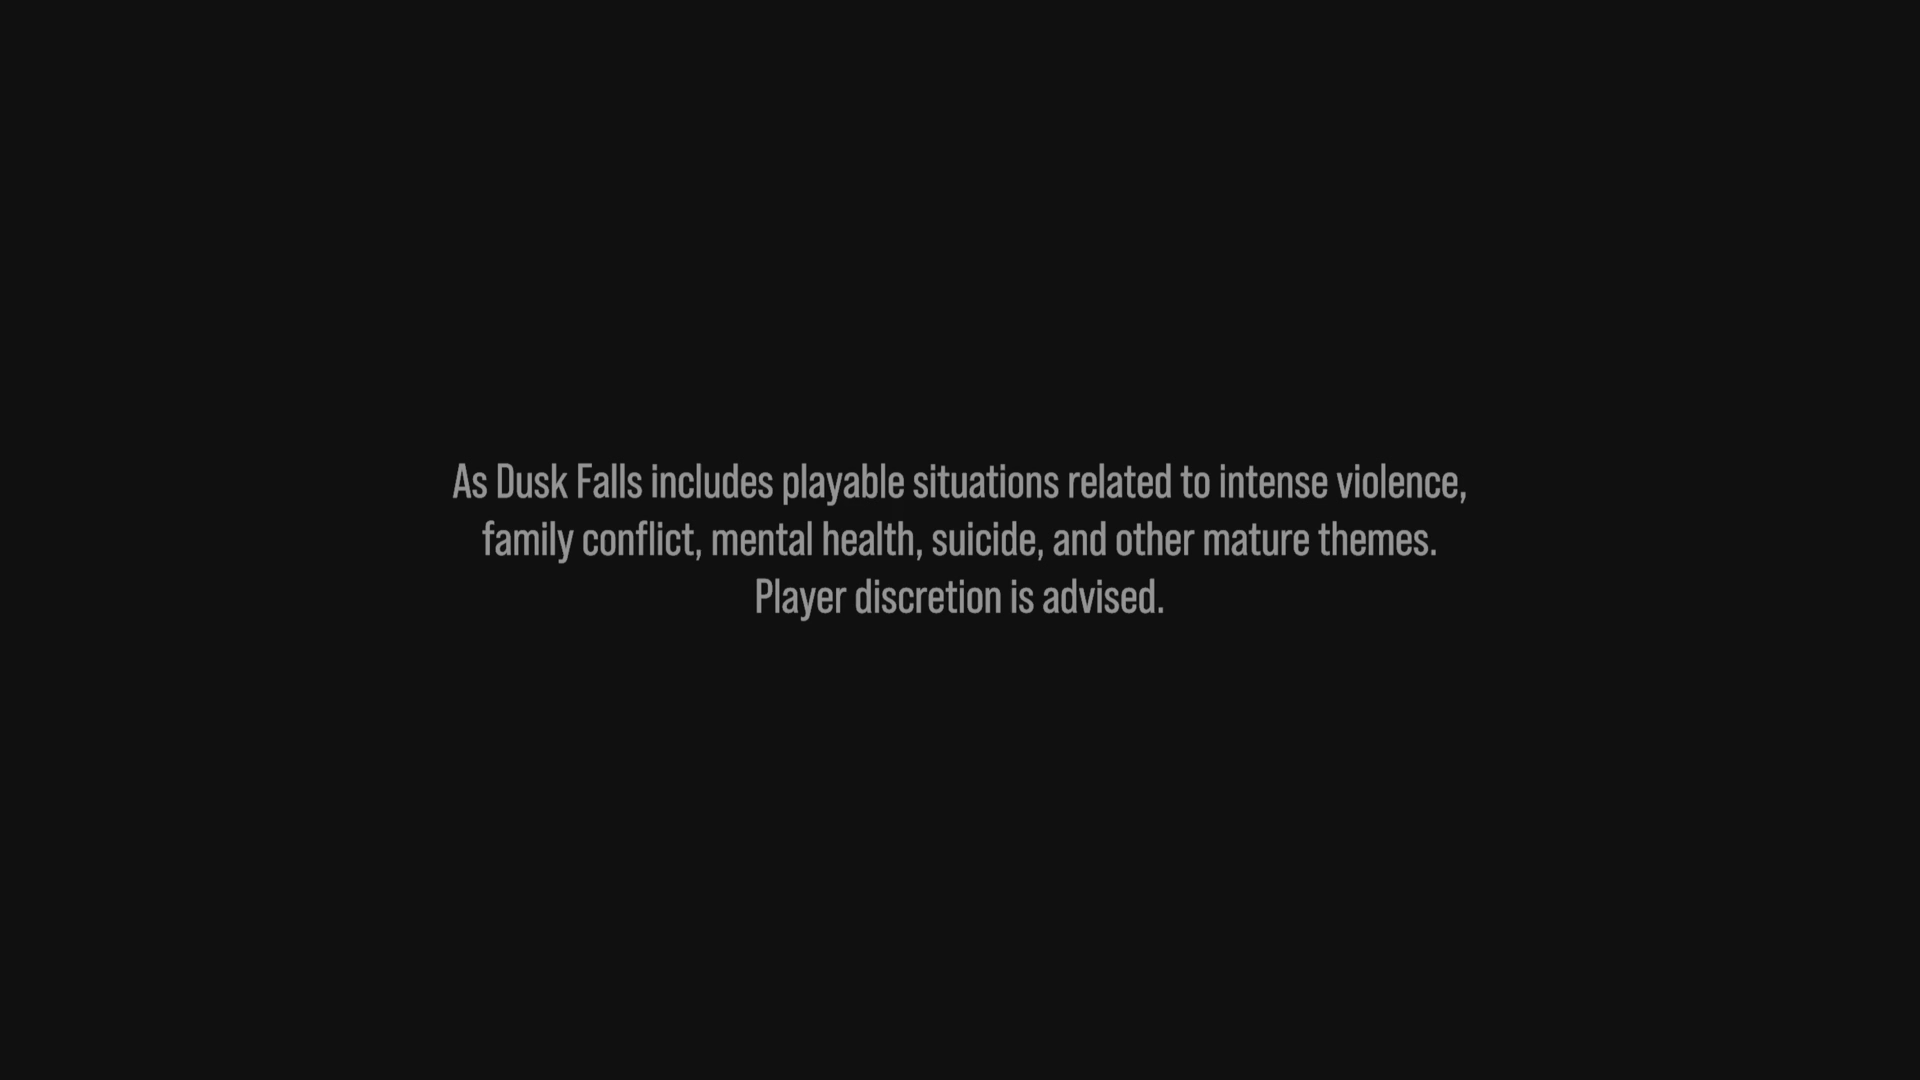 As Dusk Falls includes playable situations related to intense violence,
family conflict, mental health, suicide, and other mature themes.
Player discretion is advised.